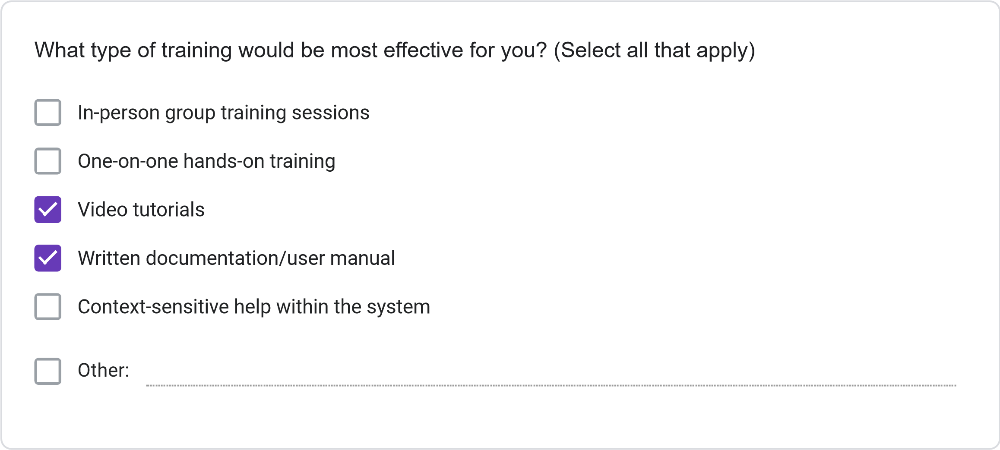 What type of training would be most effective for you? (Select all that apply)
In-person group training sessions
One-on-one hands-on training
Video tutorials
Written documentation/user manual
Context-sensitive help within the system
Other: